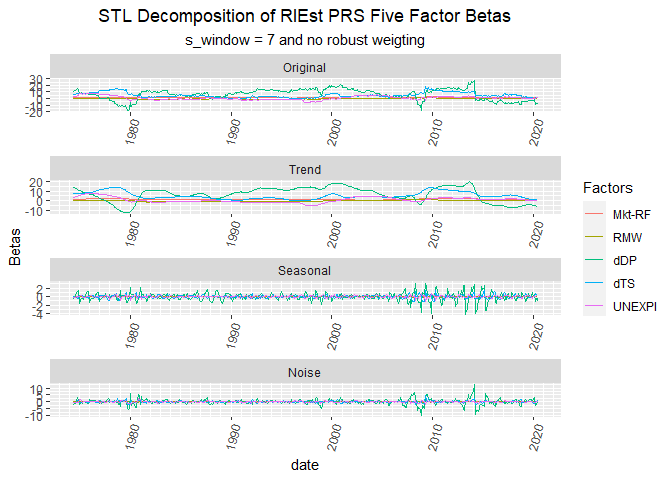 STL Decomposition of RIEst PRS Five Factor Betas
s_window = 7 and no robust weigting
Original
30
20
10
0
-10
-20
1980
1990
2000
2010
2020
Trend
20
10
0
-10
1980
1990
2000
2010
2020
Seasonal
2
0
-2
-4
1980
1990
2000
2010
2020
Noise
10
5
0
-5
-10
1980
1990
2000
2010
2020
date
Betas
Factors
Mkt-RF
RMW
dDP
dTS
UNEXPI